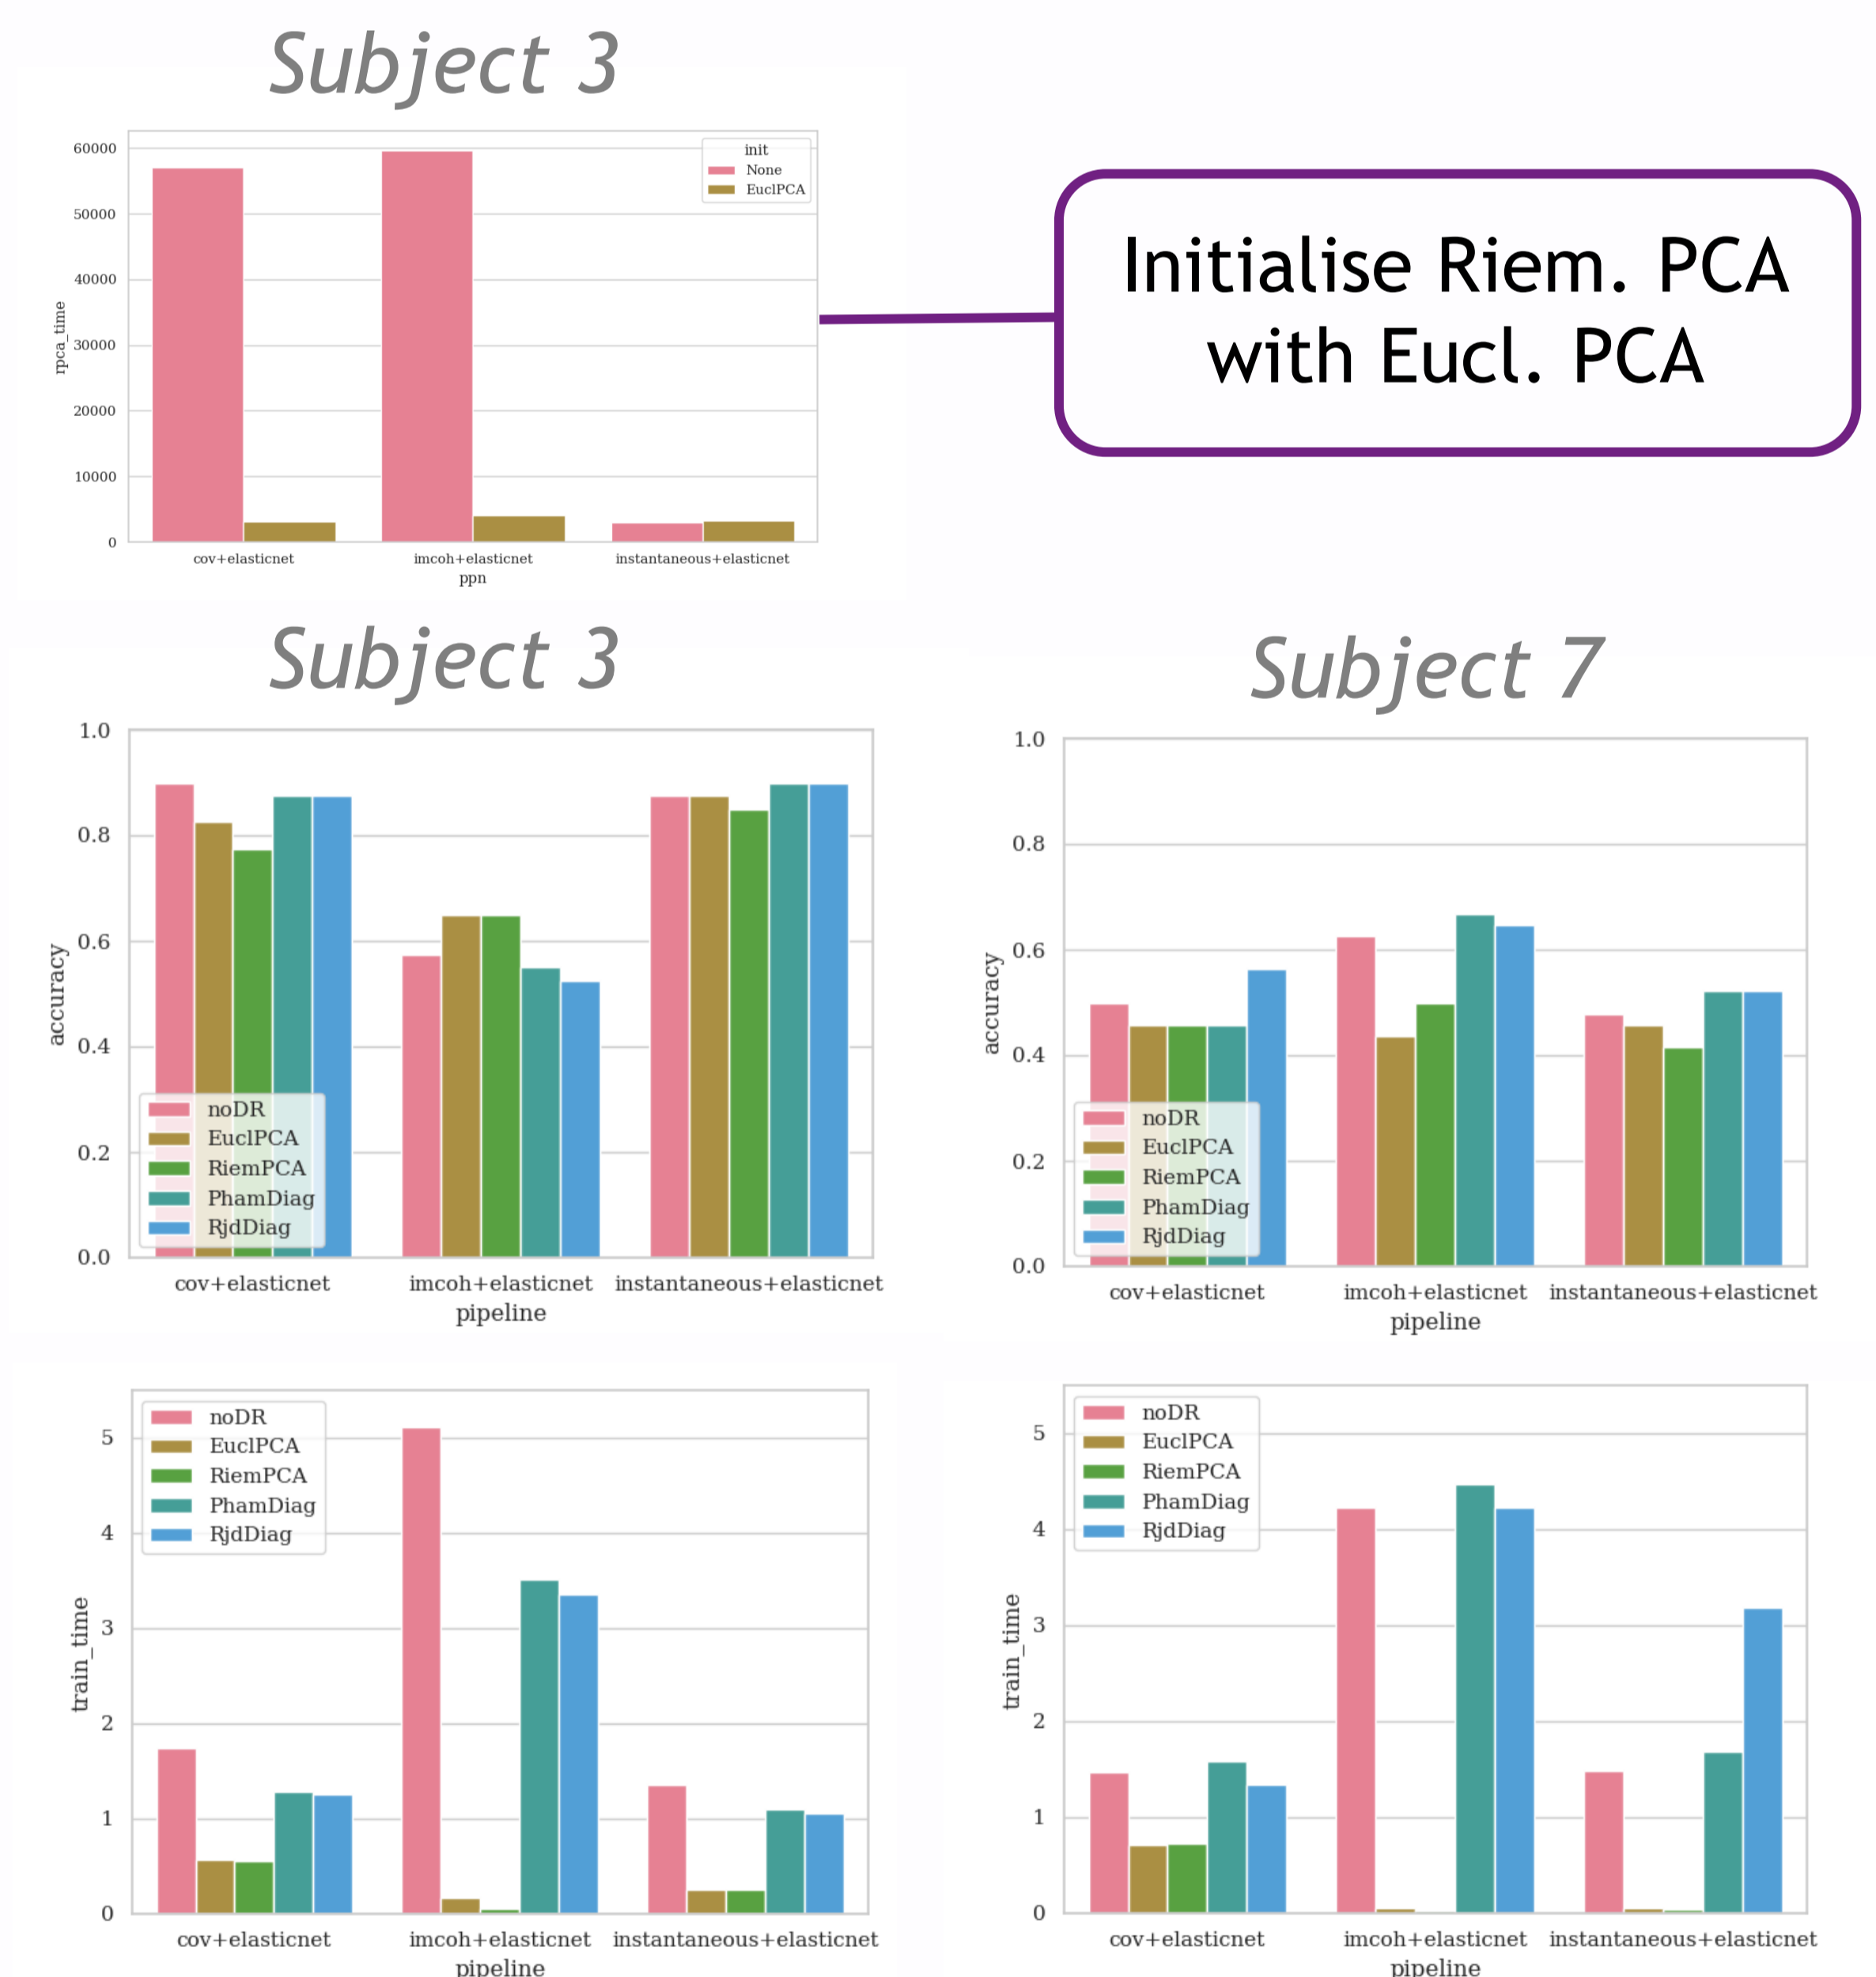 Subject 3
60000
50000
40000
30000
20000
10000
0
rpca_time
init
None
EuclPCA
cov+elasticnet
imcoh+elasticnet
instantaneous+elasticnet
ppn
Initialise Riem. PCA
with Eucl. PCA
Subject 3
1.0
0.8
0.6
0.4
0.2
0.0
accuracy
noDR
EuclPCA
RiemPCA
PhamDiag
RjdDiag
cov+elasticnet
imcoh+elasticnet
instantaneous+elasticnet
pipeline
Subject 7
1.0
0.8
0.6
0.4
0.2
0.0
accuracy
noDR
EuclPCA
RiemPCA
PhamDiag
RjdDiag
cov+elasticnet
imcoh+elasticnet
instantaneous+elasticnet
pipeline
5
4
3
2
1
0
train_time
noDR
EuclPCA
RiemPCA
PhamDiag
RjdDiag
cov+elasticnet
imcoh+elasticnet
instantaneous+elasticnet
pipeline
5
4
3
2
1
0
train_time
noDR
EuclPCA
RiemPCA
PhamDiag
RjdDiag
cov+elasticnet
imcoh+elasticnet
instantaneous+elasticnet
pipeline